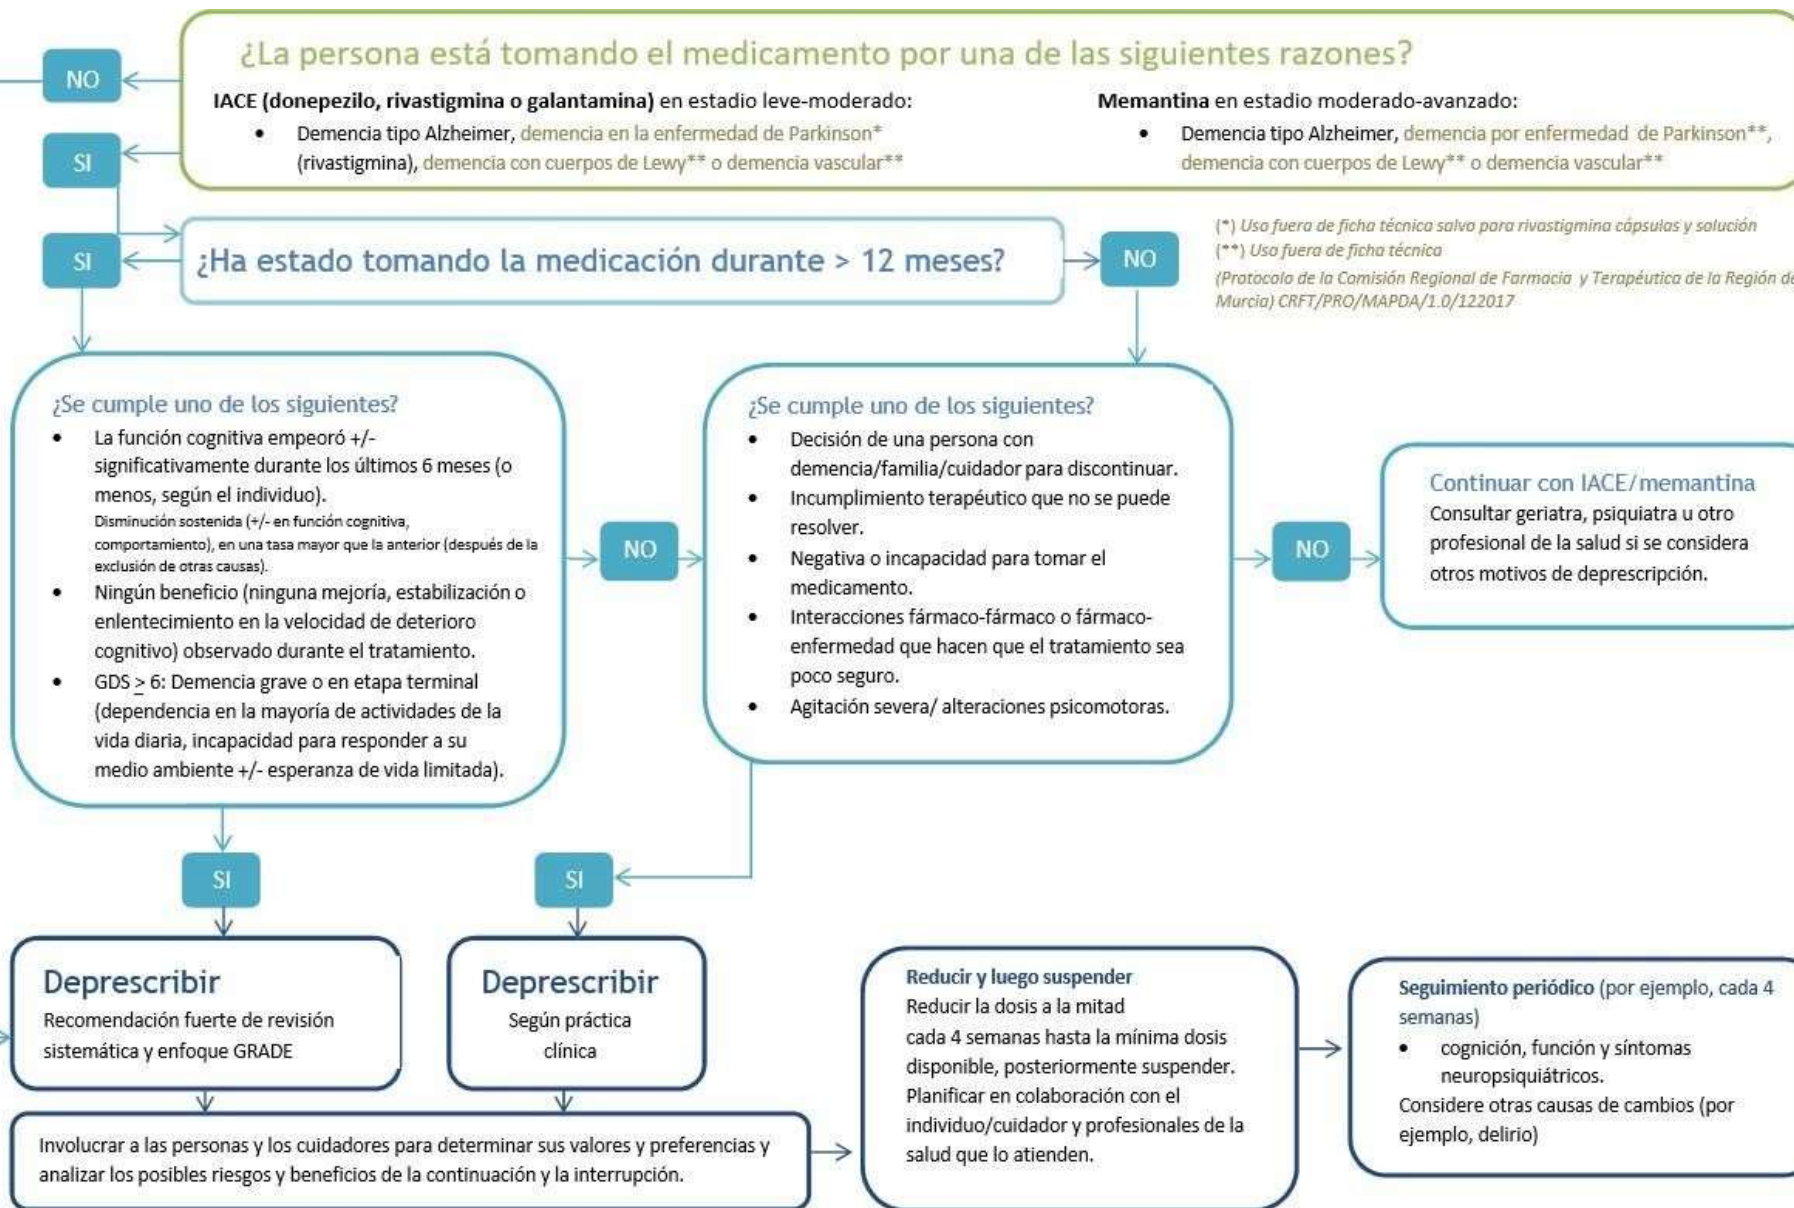 ¿La persona está tomando el medicamento por una de las siguientes razones?
NO
IACE (donepezilo, rivastigmina o galantamina) en estadio leve-moderado:
• Demencia tipo Alzheimer, demencia en la enfermedad de Parkinson*
(rivastigmina), demencia con cuerpos de Lewy** o demencia vascular**
Memantina en estadio moderado-avanzado:
• Demencia tipo Alzheimer, demencia por enfermedad de Parkinson**,
demencia con cuerpos de Lewy** o demencia vascular**
SI
(*) Uso fuera de ficha técnica salvo para rivastigmina cápsulas y solución
(**) Uso fuera de ficha técnica
(Protocolo de la Comisión Regional de Farmacia y Terapéutica de la Región de
Murcia) CRFT/PRO/MAPDA/1.0/122017
SI
¿Ha estado tomando la medicación durante > 12 meses?
NO
¿Se cumple uno de los siguientes?
• La función cognitiva empeoró +/-
significativamente durante los últimos 6 meses (o
menos, según el individuo).
Disminución sostenida (+/- en función cognitiva,
comportamiento), en una tasa mayor que la anterior (después de la
exclusión de otras causas).
• Ningún beneficio (ninguna mejoría, estabilización o
enlentecimiento en la velocidad de deterioro
cognitivo) observado durante el tratamiento.
• GDS ≥ 6: Demencia grave o en etapa terminal
(dependencia en la mayoría de actividades de la
vida diaria, incapacidad para responder a su
medio ambiente +/- esperanza de vida limitada).
NO
¿Se cumple uno de los siguientes?
• Decisión de una persona con
demencia/familia/cuidador para discontinuar.
• Incumplimiento terapéutico que no se puede
resolver.
• Negativa o incapacidad para tomar el
medicamento.
• Interacciones fármaco-fármaco o fármaco-
enfermedad que hacen que el tratamiento sea
poco seguro.
• Agitación severa/ alteraciones psicomotoras.
NO
Continuar con IACE/memantina
Consultar geriatra, psiquiatra u otro
profesional de la salud si se considera
otros motivos de deprescripción.
SI
SI
Deprescribir
Recomendación fuerte de revisión
sistemática y enfoque GRADE
Deprescribir
Según práctica
clínica
Involucrar a las personas y los cuidadores para determinar sus valores y preferencias y
analizar los posibles riesgos y beneficios de la continuación y la interrupción.
Reducir y luego suspender
Reducir la dosis a la mitad
cada 4 semanas hasta la mínima dosis
disponible, posteriormente suspender.
Planificar en colaboración con el
individuo/cuidador y profesionales de la
salud que lo atienden.
Seguimiento periódico (por ejemplo, cada 4
semanas)
• cognición, función y síntomas
neuropsiquiátricos.
Considere otras causas de cambios (por
ejemplo, delirio)